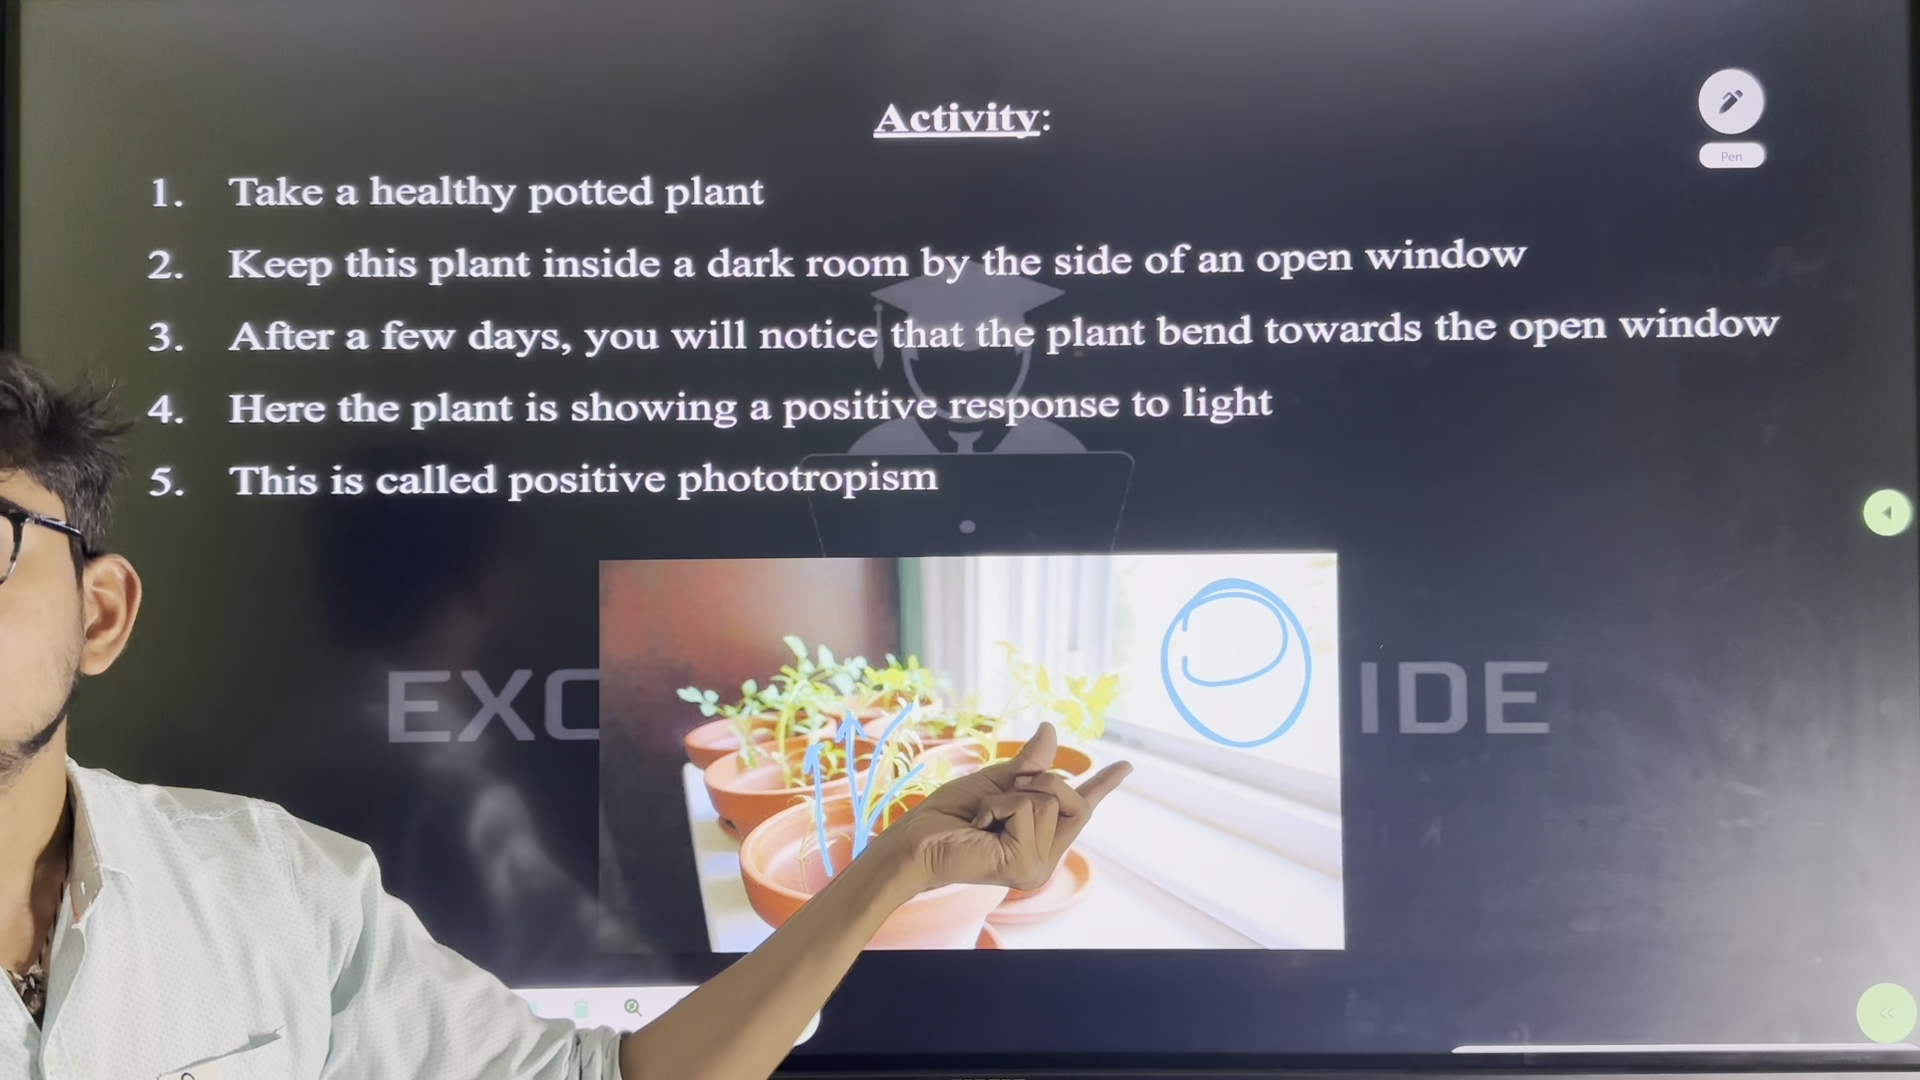 Activity:
Pen
1. Take a healthy potted plant
2. Keep this plant inside a dark room by the side of an open window
3. After a few days, you will notice that the plant bend towards the open window
4. Here the plant is showing a positive response to light
5. This is called positive phototropism
EXC IDE